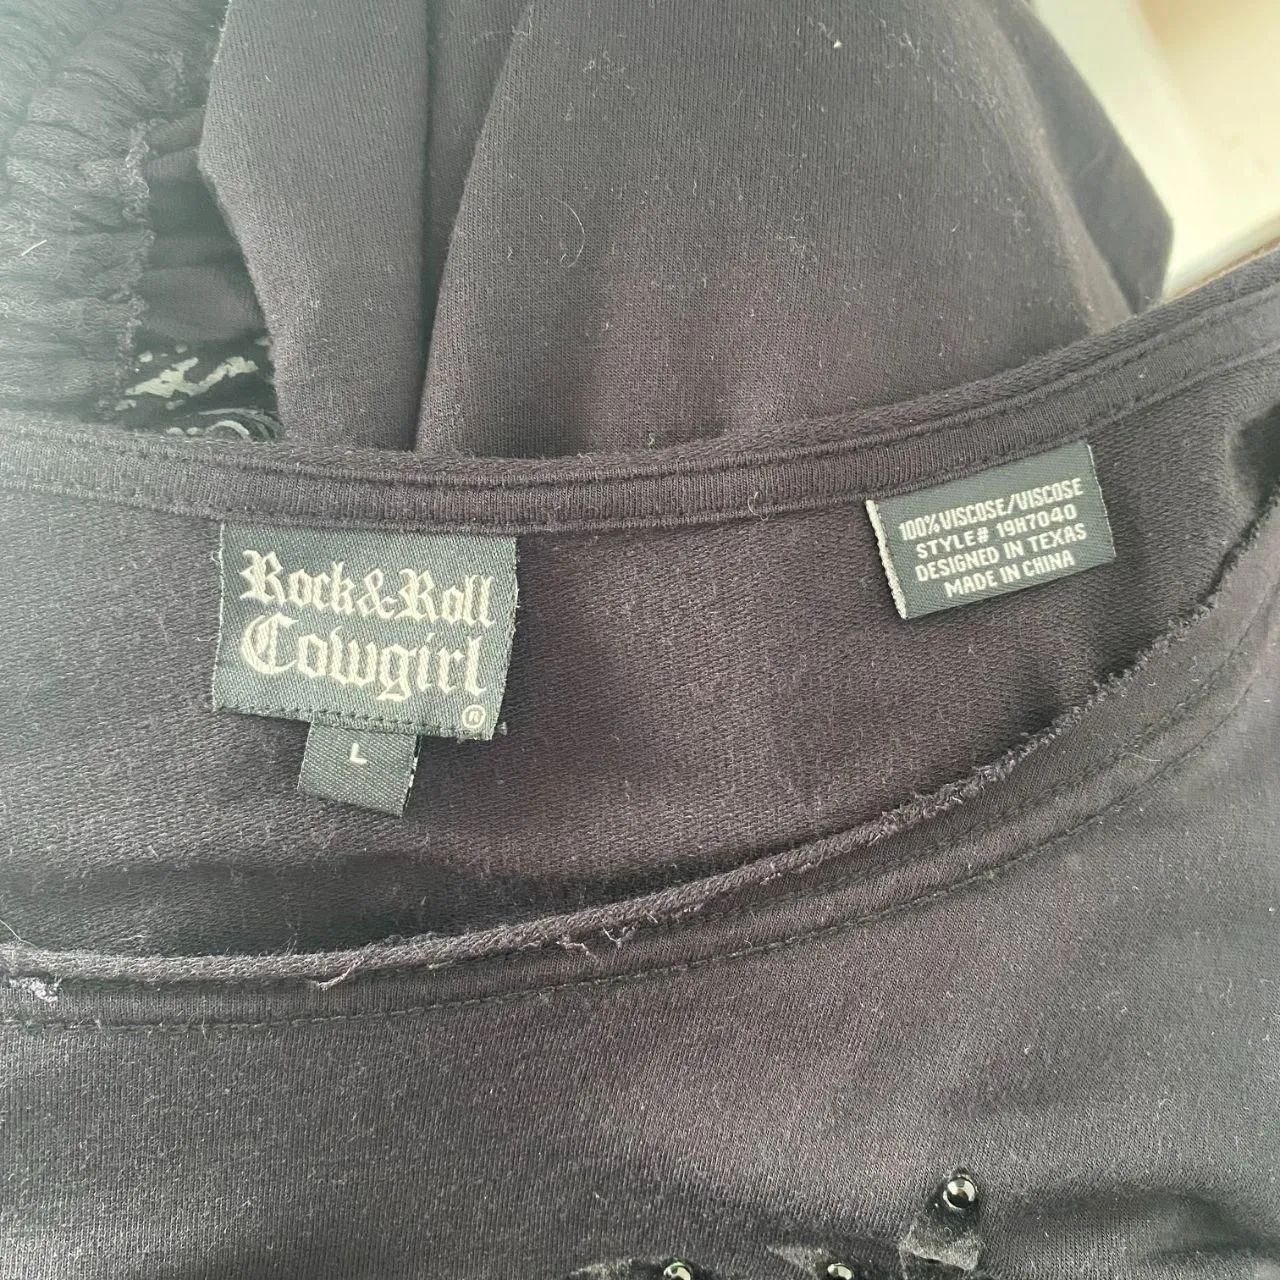 Rock&Roll
Cowgirl
®
L
100%VISCOSE/VISCOSE
STYLE# 19H7040
DESIGNED IN TEXAS
MADE IN CHINA